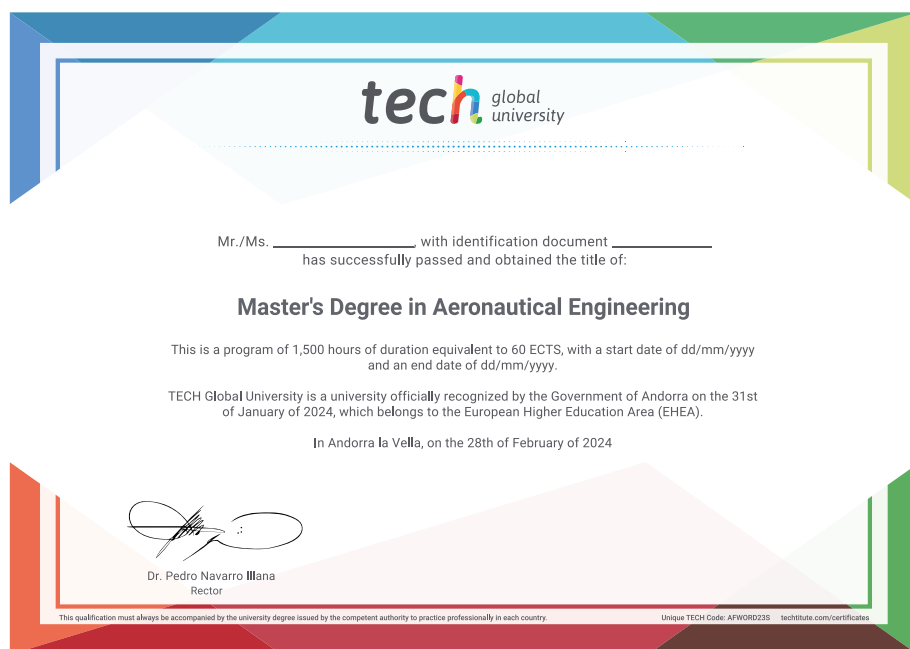 tech global university
Mr./Ms. ____________, with identification document ____________
has successfully passed and obtained the title of:
Master's Degree in Aeronautical Engineering
This is a program of 1,500 hours of duration equivalent to 60 ECTS, with a start date of dd/mm/yyyy
and an end date of dd/mm/yyyy.
TECH Global University is a university officially recognized by the Government of Andorra on the 31st
of January of 2024, which belongs to the European Higher Education Area (EHEA).
In Andorra la Vella, on the 28th of February of 2024
Dr. Pedro Navarro Illana
Rector
This qualification must always be accompanied by the university degree issued by the competent authority to practice professionally in each country.
Unique TECH Code: AFWORD23S techtitute.com/certificates